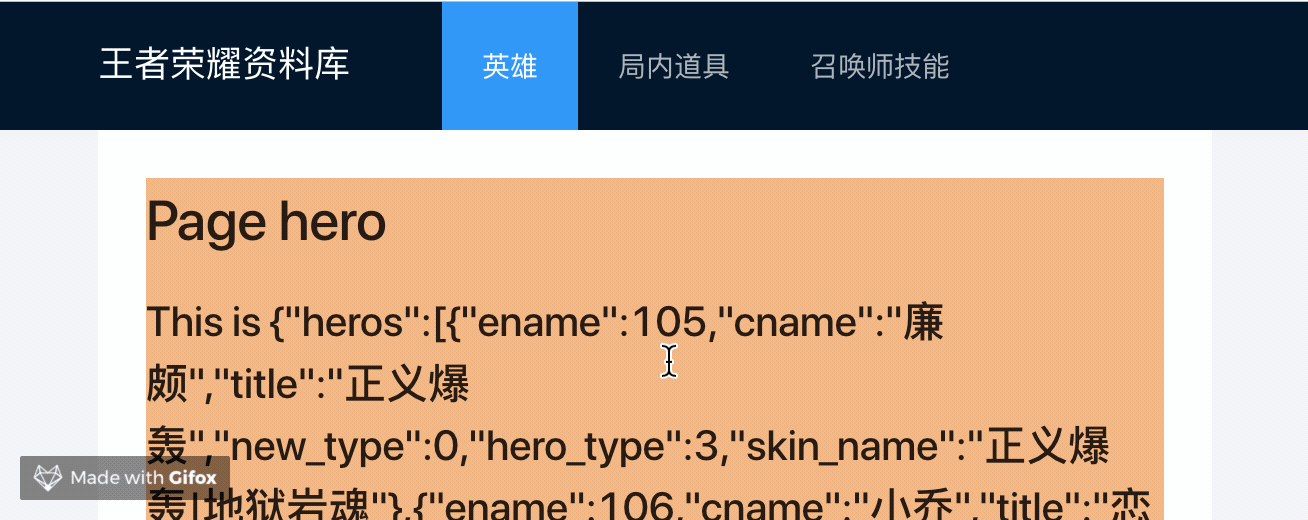 王者荣耀资料库
英雄
局内道具
召唤师技能
Page hero
This is {"heros":[{"ename":105,"cname":"廉
颇","title":"正义爆
轰","new_type":0,"hero_type":3,"skin_name":"正义爆
轰|地狱岩魂"},{"ename":106,"cname":"小乔","title":"恋
Made with Gifox